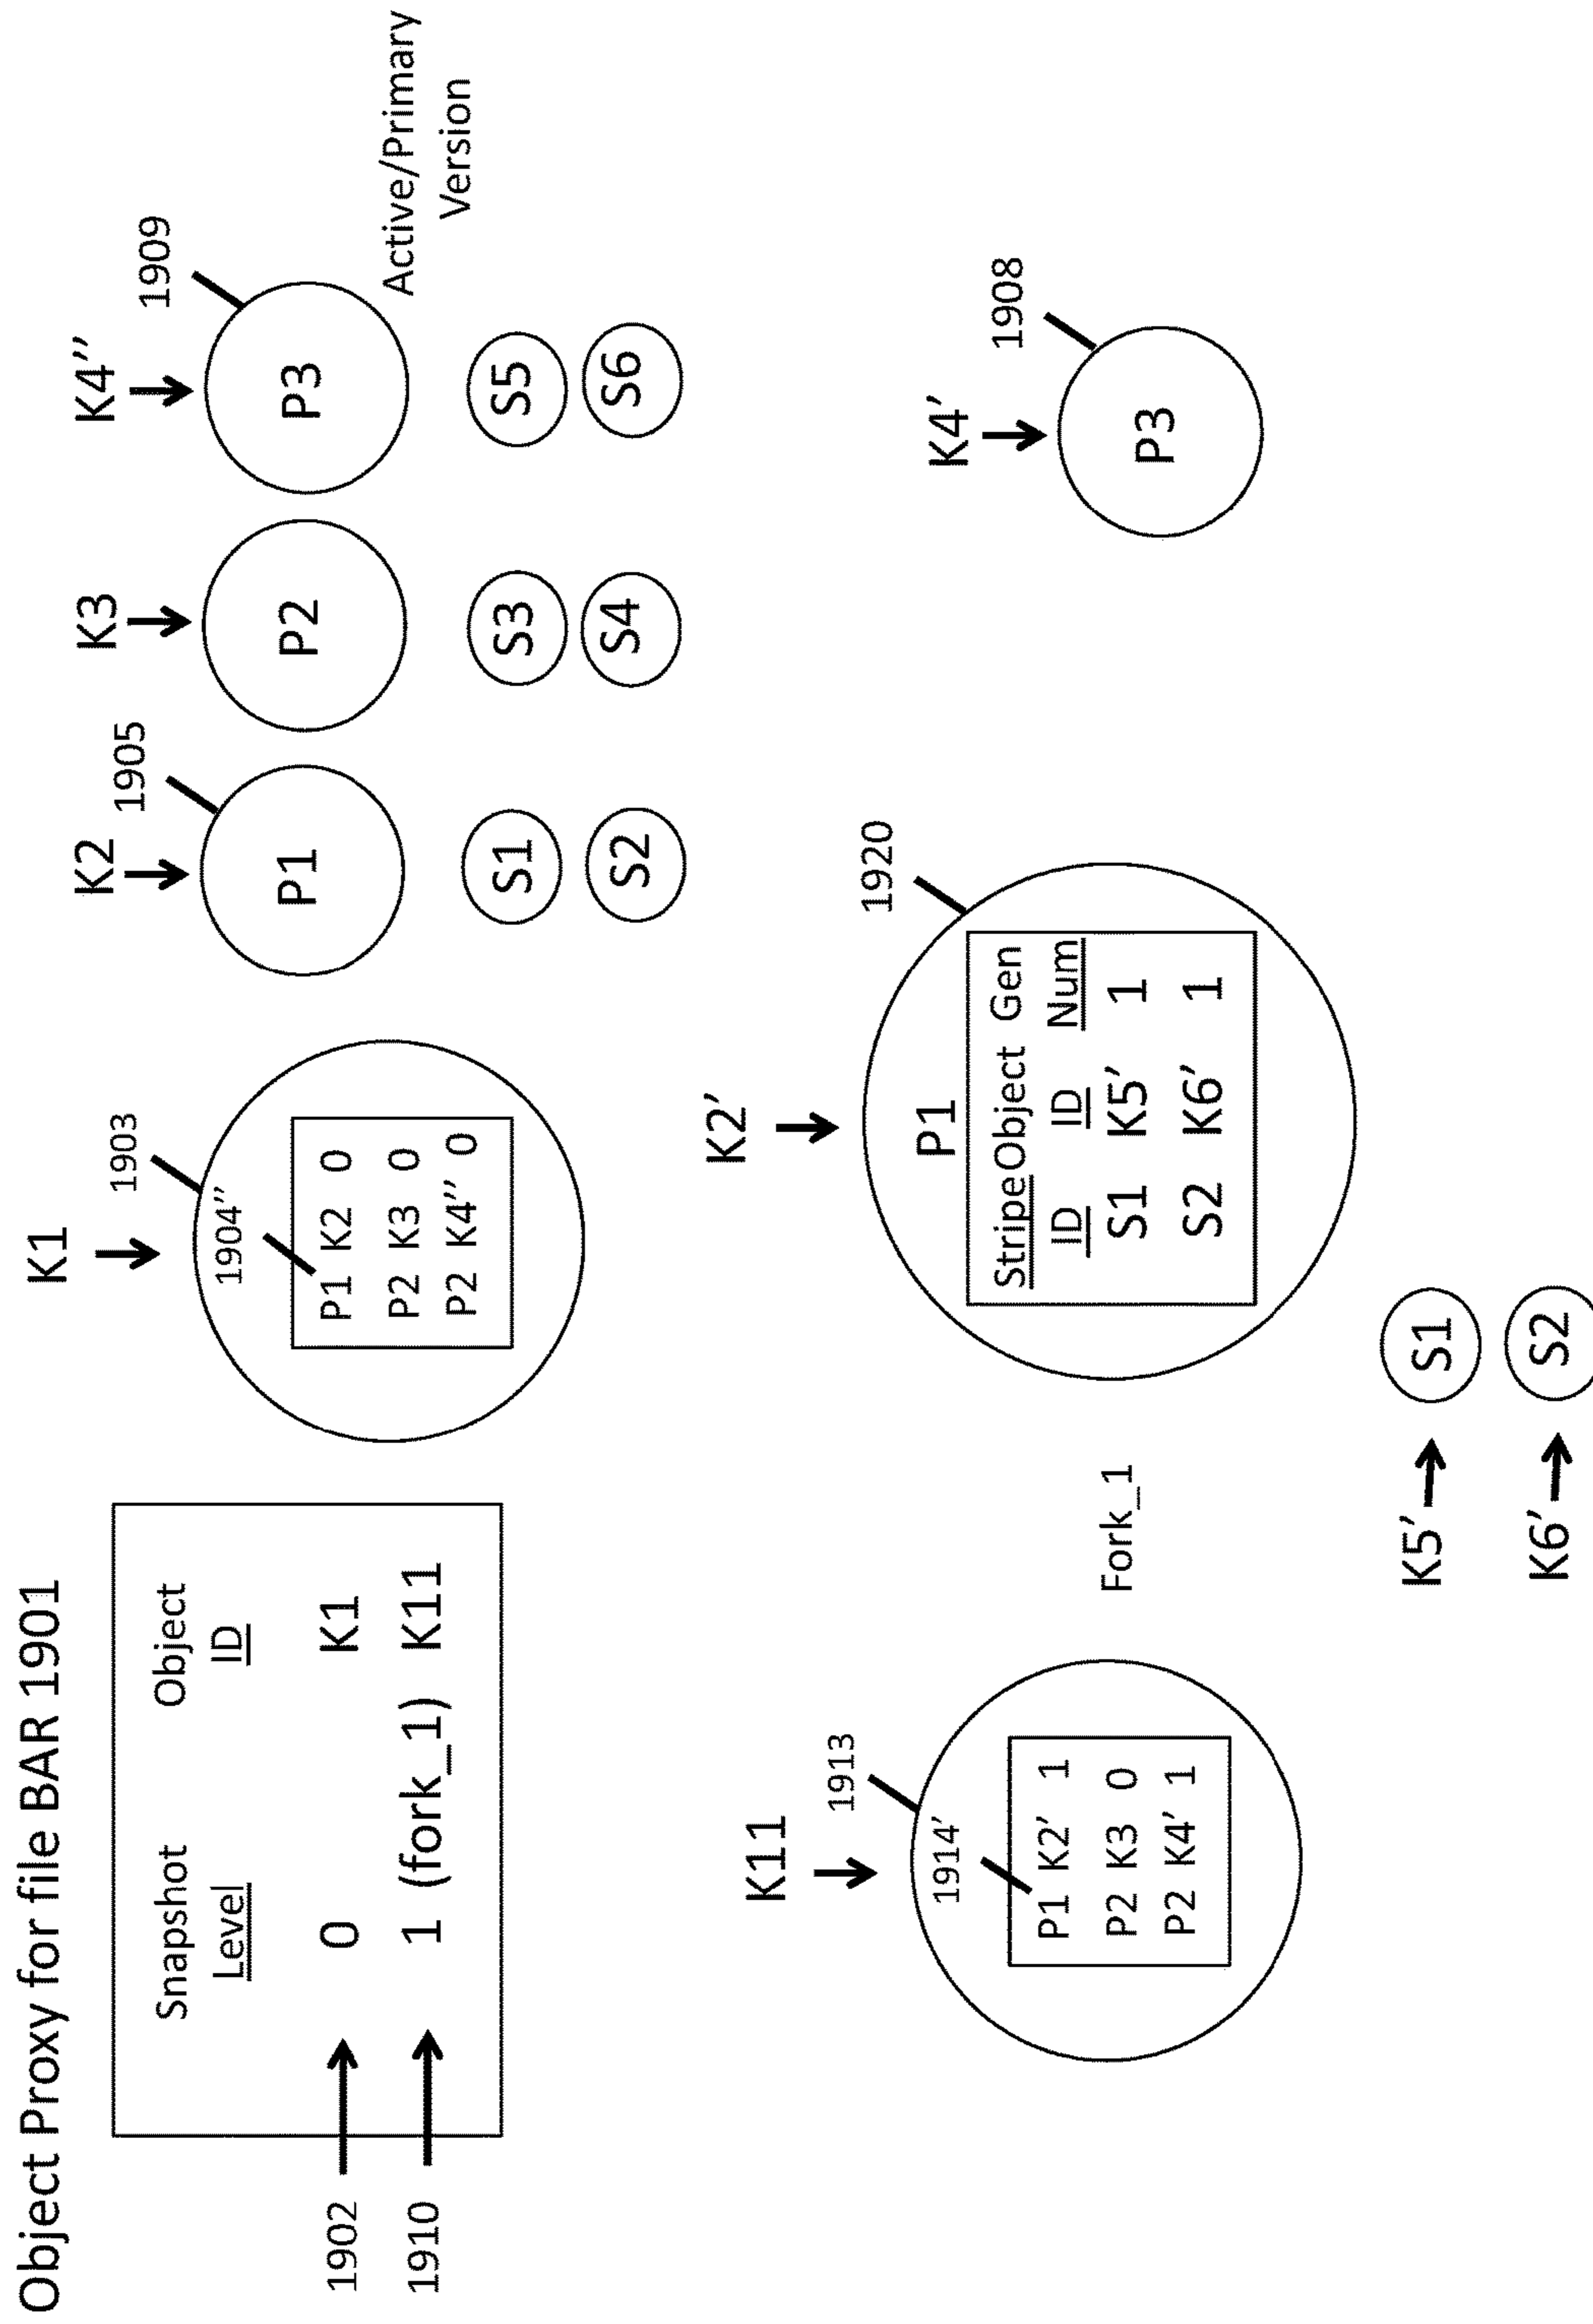 Object Proxy for file BAR 1901
Snapshot Level
Object ID
1902
0 K1
1910
1 (fork_1) K11
K1
1903
1904’’
P1 K2 0
P2 K3 0
P2 K4’’ 0
K2
1905
P1
S1
S2
K3
P2
S3
S4
K4’’
1909
P3
S5
S6
Active/Primary
Version
K11
1913
1914’
P1 K2’ 1
P2 K3 0
P2 K4’ 1
Fork_1
K2’
1920
P1
Stripe Object Gen
ID ID Num
S1 K5’ 1
S2 K6’ 1
K5’ S1
K6’ S2
K4’
1908
P3